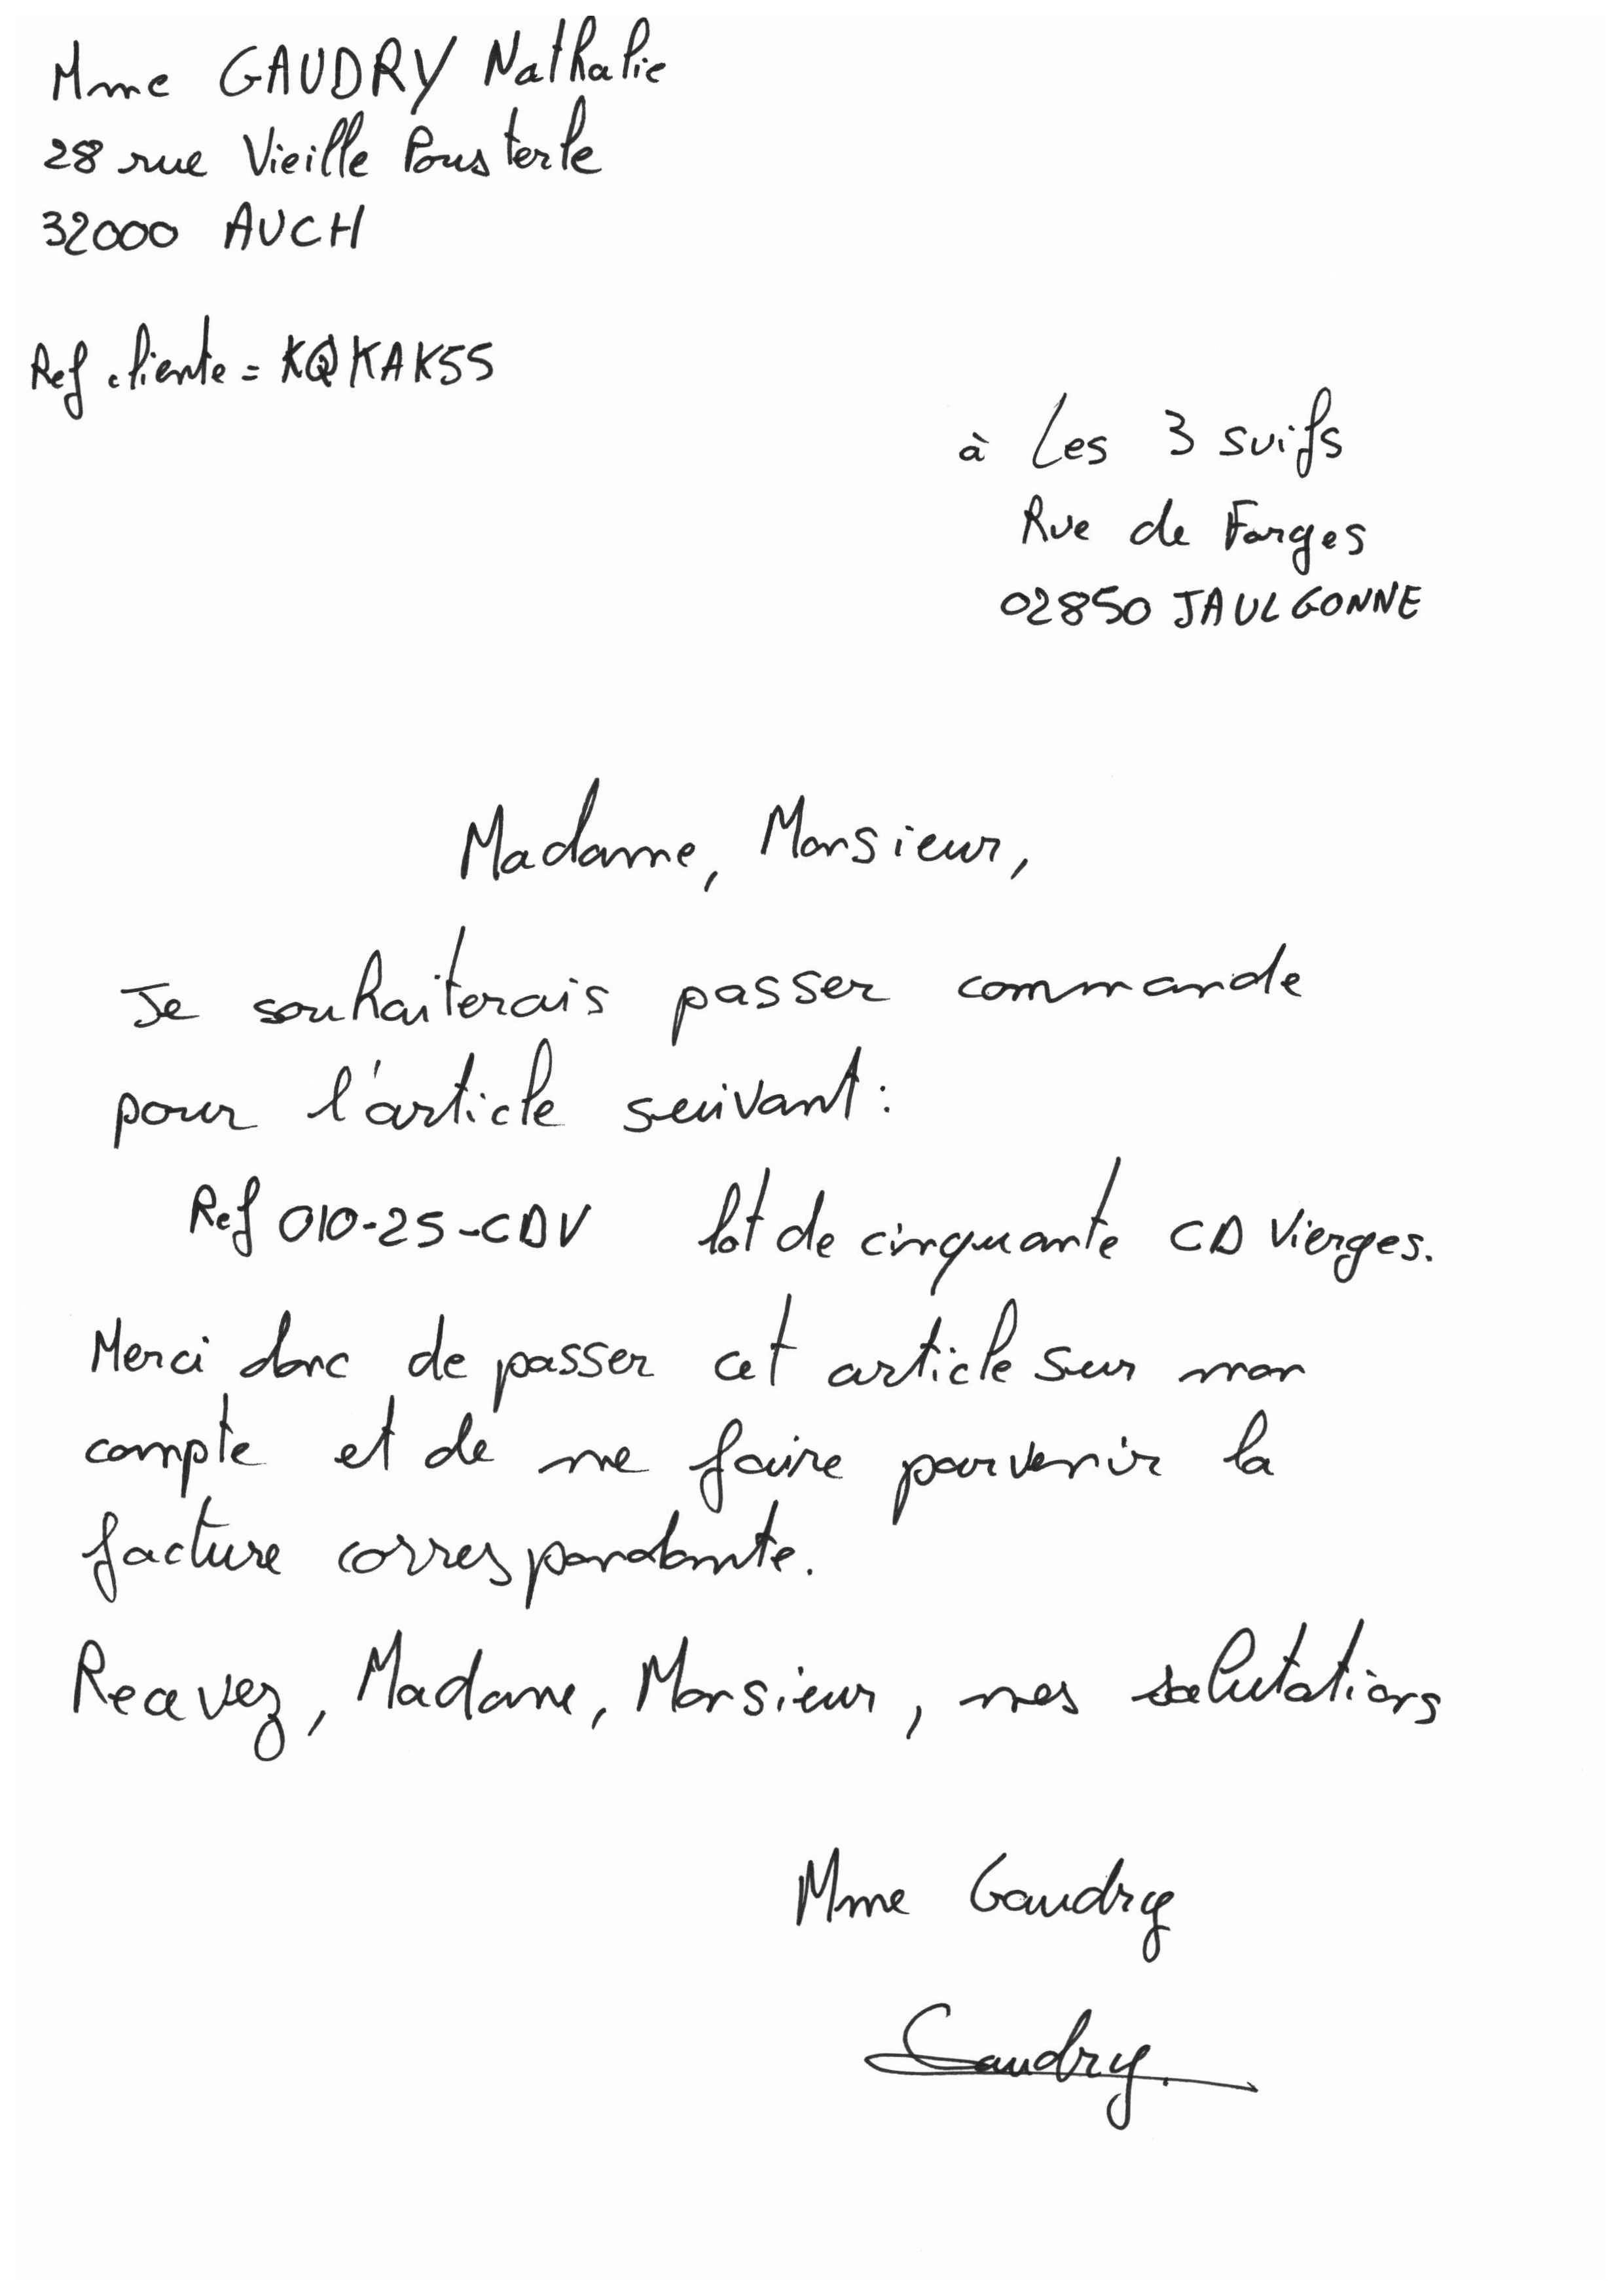 Mme GAUDRY Nathalie
28 rue Vieille Pousterle
32000 AUCH
Ref cliente = KQKAK55
à Les 3 suifs
Rue de Farges
02850 JAULGONNE
Madame, Monsieur,
Je souhaiterais passer commande
pour l'article suivant :
Ref 010-25-CDV lot de cinquante CD Vierges.
Merci donc de passer cet article sur mon
compte et de me faire parvenir la
facture correspondante.
Recevez, Madame, Monsieur, mes salutations
Mme Gaudry
Gaudry